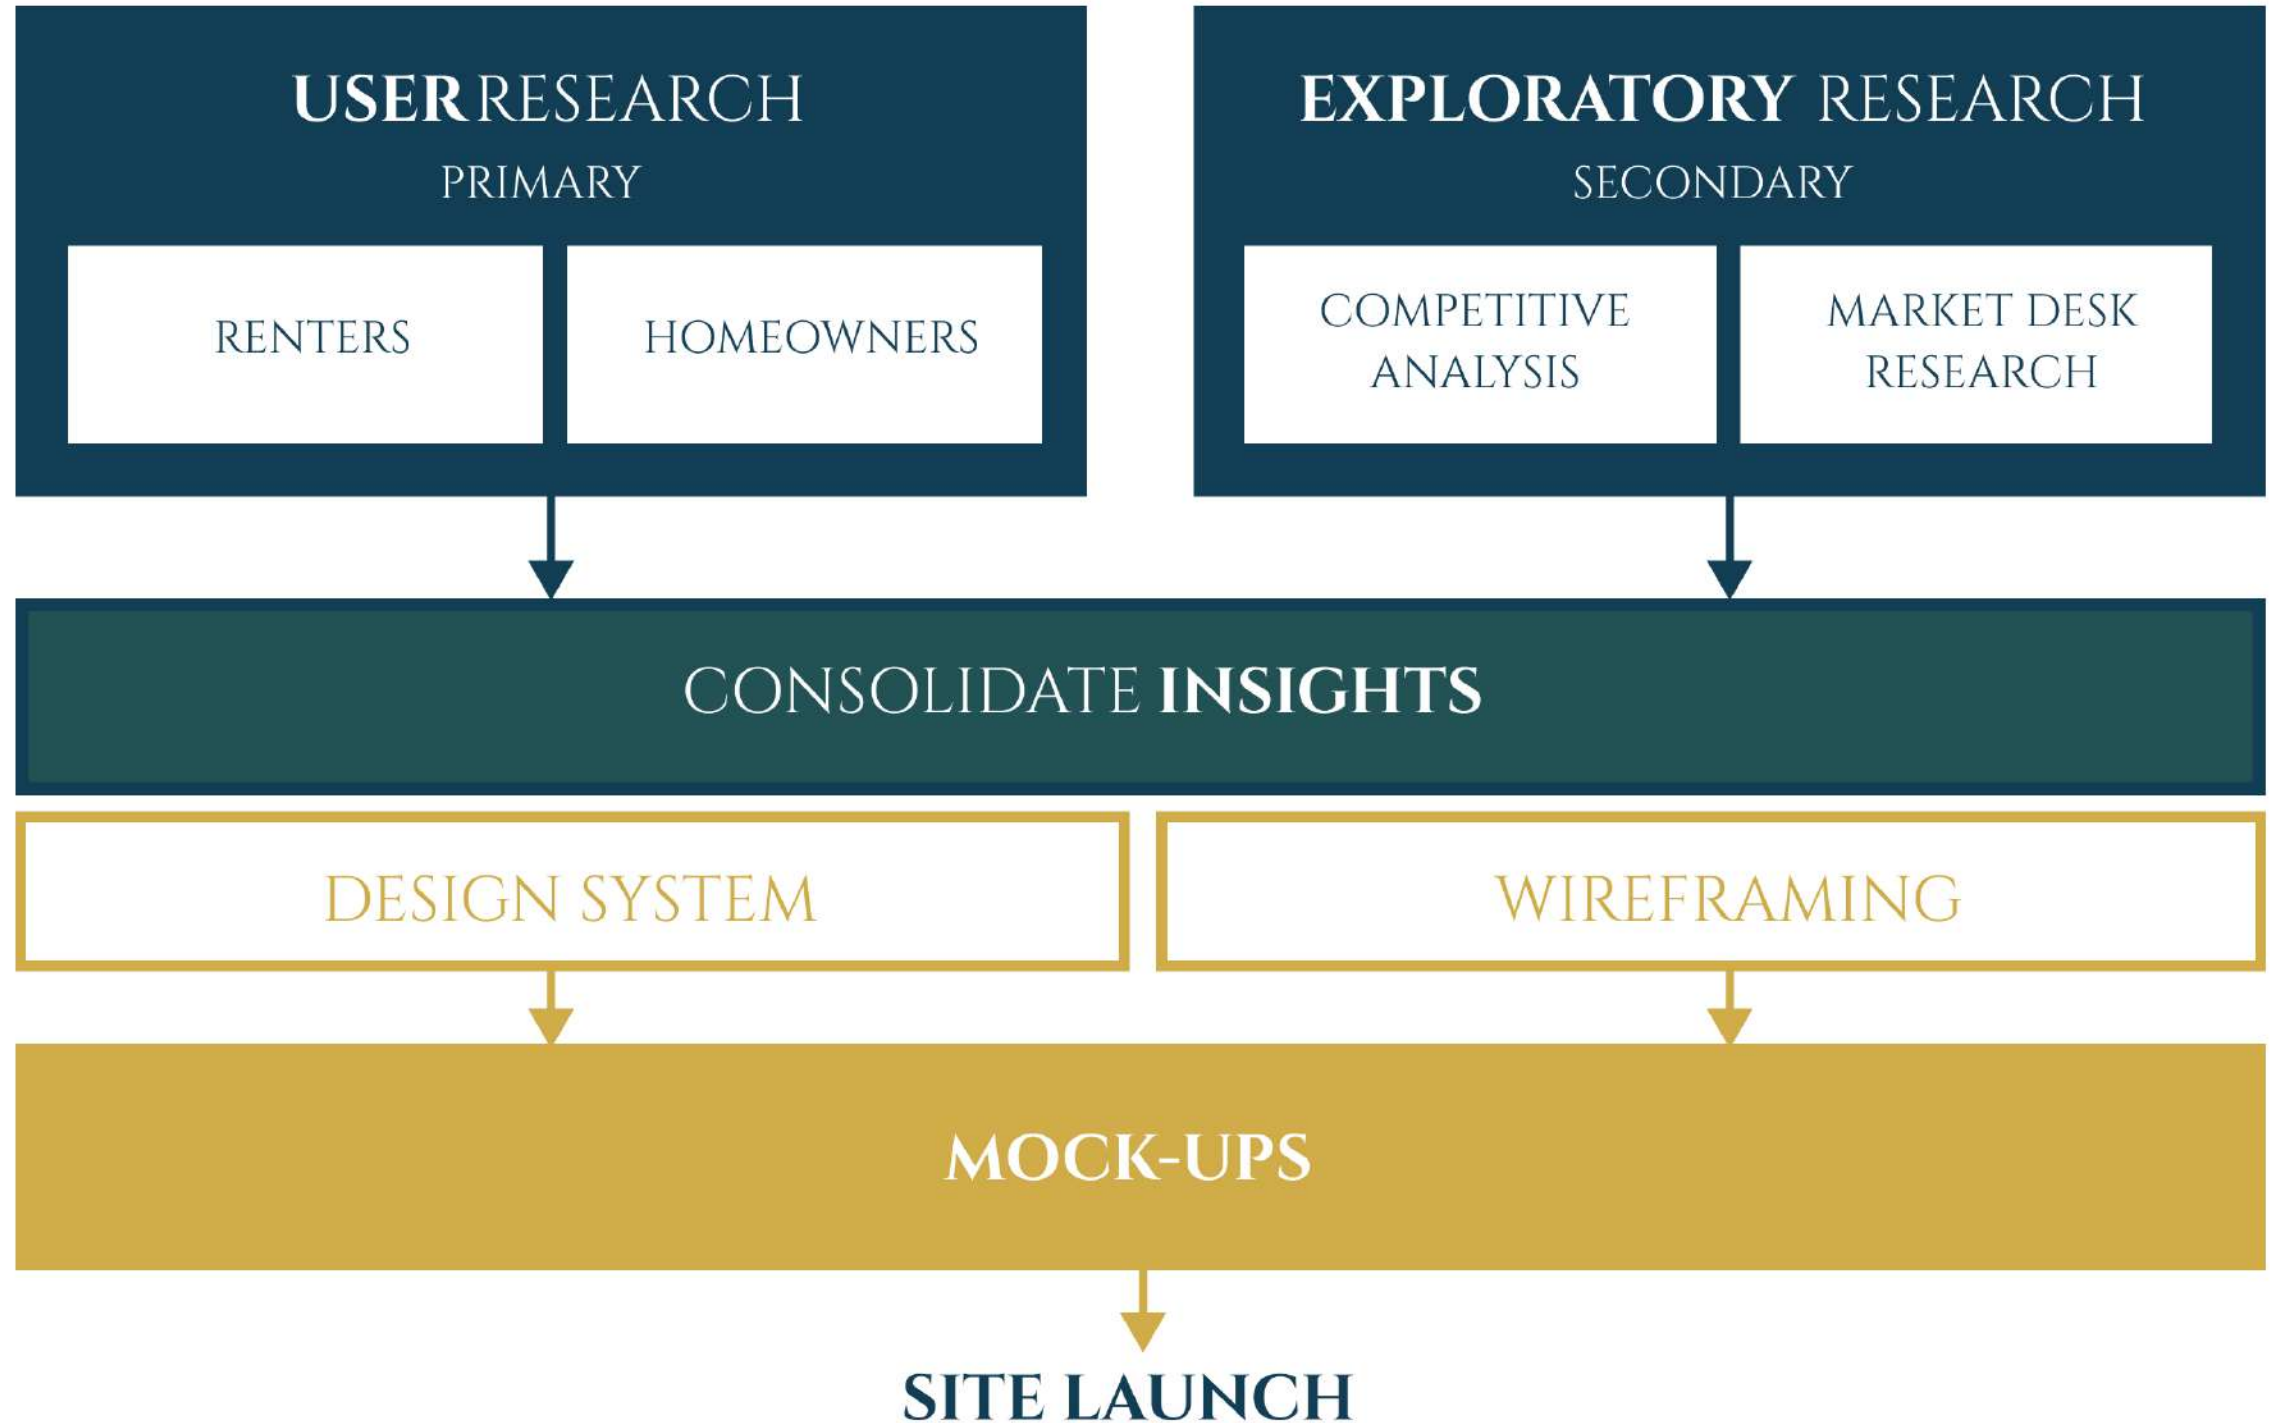 USER RESEARCH
PRIMARY
RENTERS
HOMEOWNERS
EXPLORATORY RESEARCH
SECONDARY
COMPETITIVE
ANALYSIS
MARKET DESK
RESEARCH
CONSOLIDATE INSIGHTS
DESIGN SYSTEM
WIREFRAMING
MOCK-UPS
SITE LAUNCH